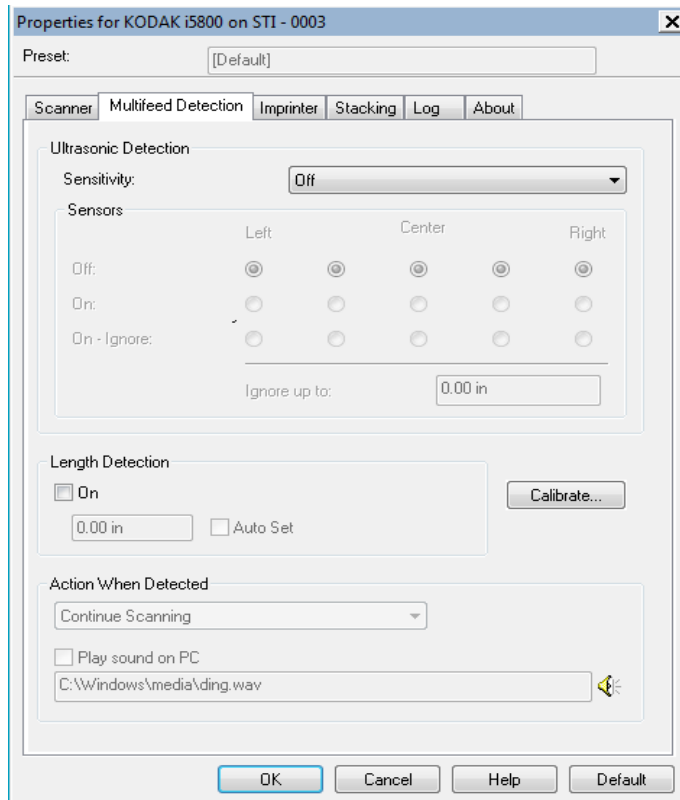 Properties for KODAK i5800 on STI - 0003
Preset: [Default]
Scanner Multifeed Detection Imprinter Stacking Log About
Ultrasonic Detection
Sensitivity: Off
Sensors
Left Center Right
Off:
On:
On - Ignore:
Ignore up to: 0.00 in
Length Detection
On
Calibrate...
0.00 in Auto Set
Action When Detected
Continue Scanning
Play sound on PC
C:\Windows\media\ding.wav
OK Cancel Help Default